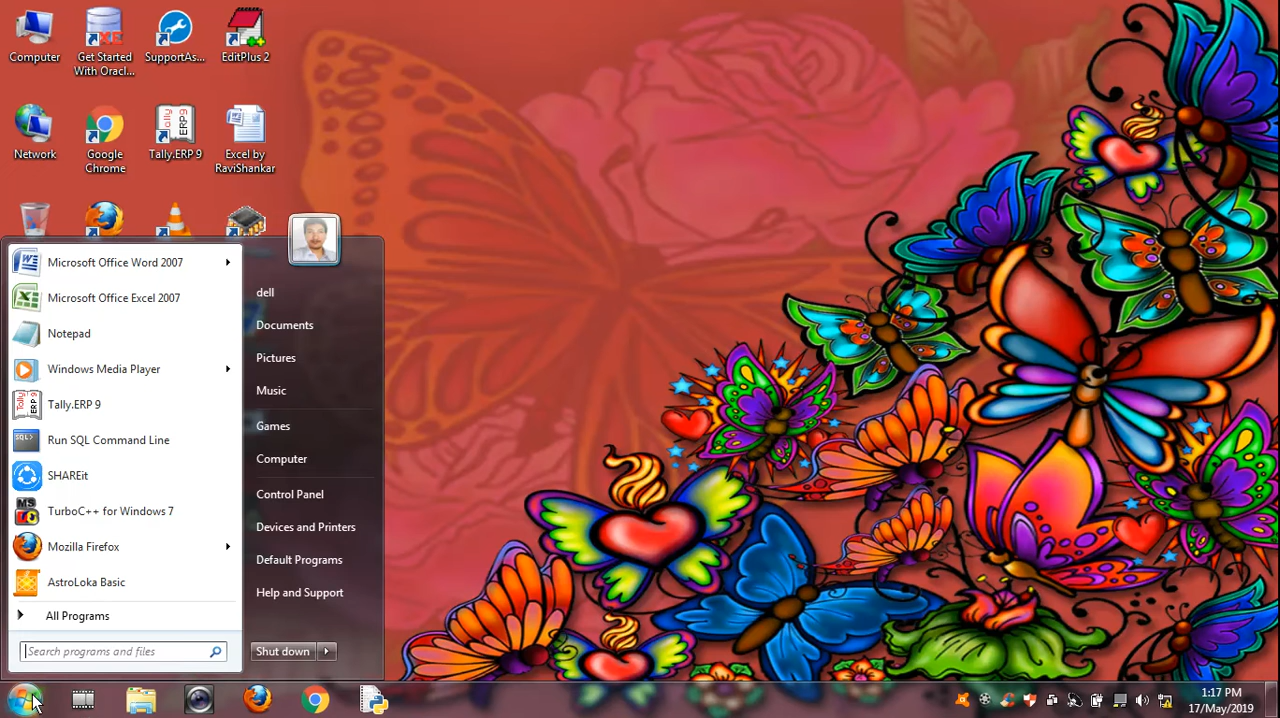 Computer
Get Started
With Oracl...
SupportAs...
EditPlus 2
Network
Google
Chrome
Tally.ERP 9
Excel by
RaviShankar
Microsoft Office Word 2007
Microsoft Office Excel 2007
Notepad
Windows Media Player
Tally.ERP 9
Run SQL Command Line
SHAREit
TurboC++ for Windows 7
Mozilla Firefox
AstroLoka Basic
All Programs
Search programs and files
dell
Documents
Pictures
Music
Games
Computer
Control Panel
Devices and Printers
Default Programs
Help and Support
Shut down
1:17 PM
17/May/2019